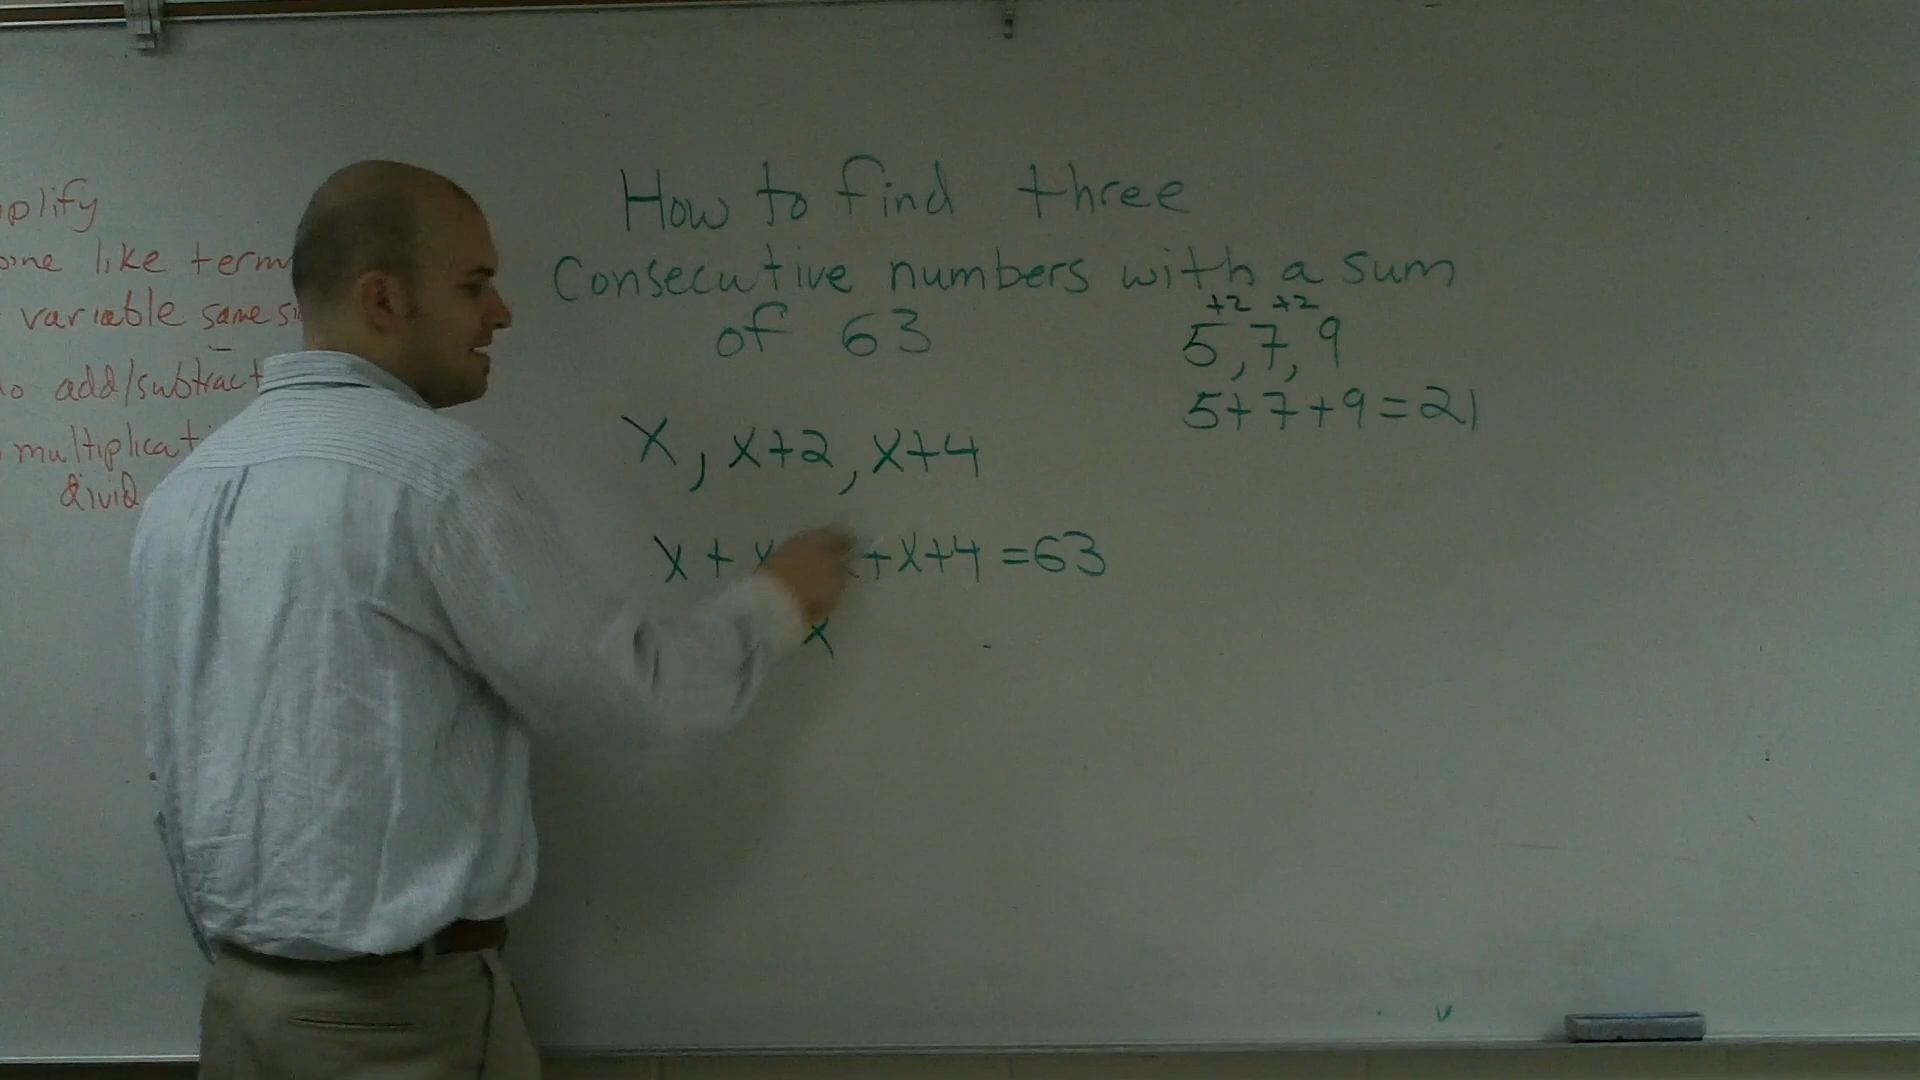 How to find three
Consecutive numbers with a sum
of 63
+2 +2
5, 7, 9
5+7+9=21
x, x+2, x+4
x + x +x+4 =63
x
like term
variable same si
add/subtract
multiplicat
divid